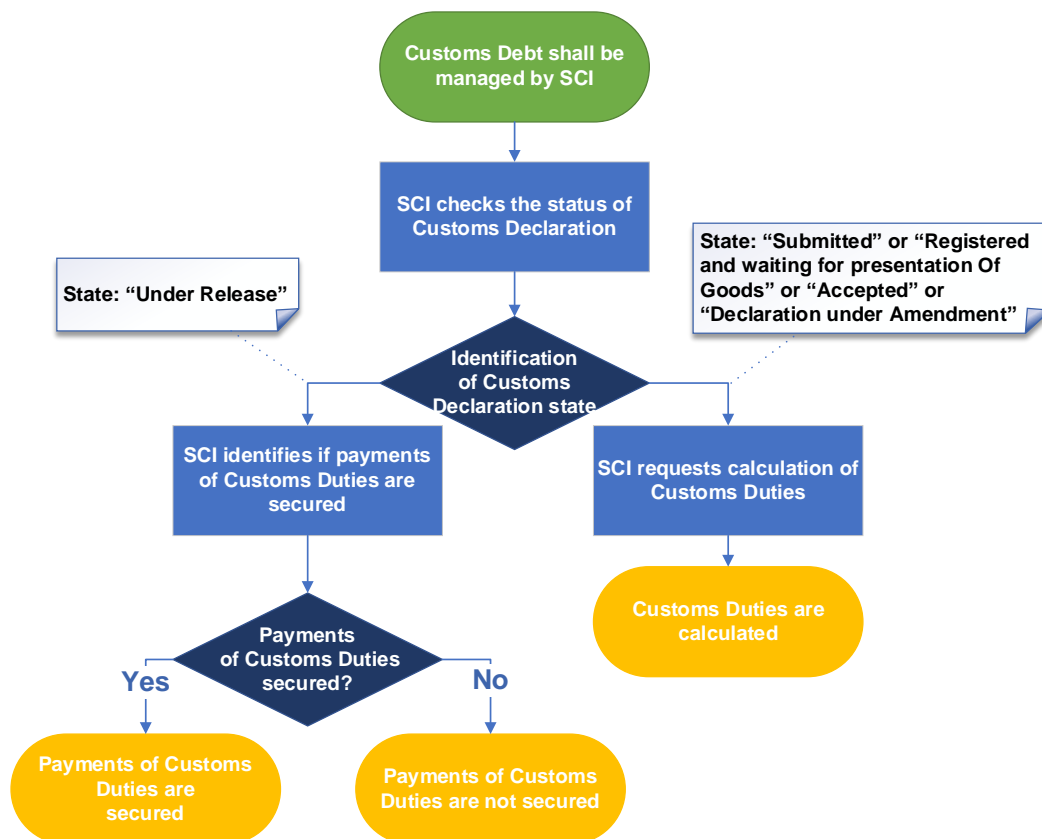 Customs Debt shall be
managed by SCI
SCI checks the status of
Customs Declaration
State: “Under Release”
State: “Submitted” or “Registered
and waiting for presentation Of
Goods” or “Accepted” or
“Declaration under Amendment”
Identification
of Customs
Declaration state
SCI identifies if payments
of Customs Duties are
secured
SCI requests calculation of
Customs Duties
Customs Duties are
calculated
Payments
of Customs Duties
secured?
Yes
No
Payments of Customs
Duties are
secured
Payments of Customs
Duties are not secured